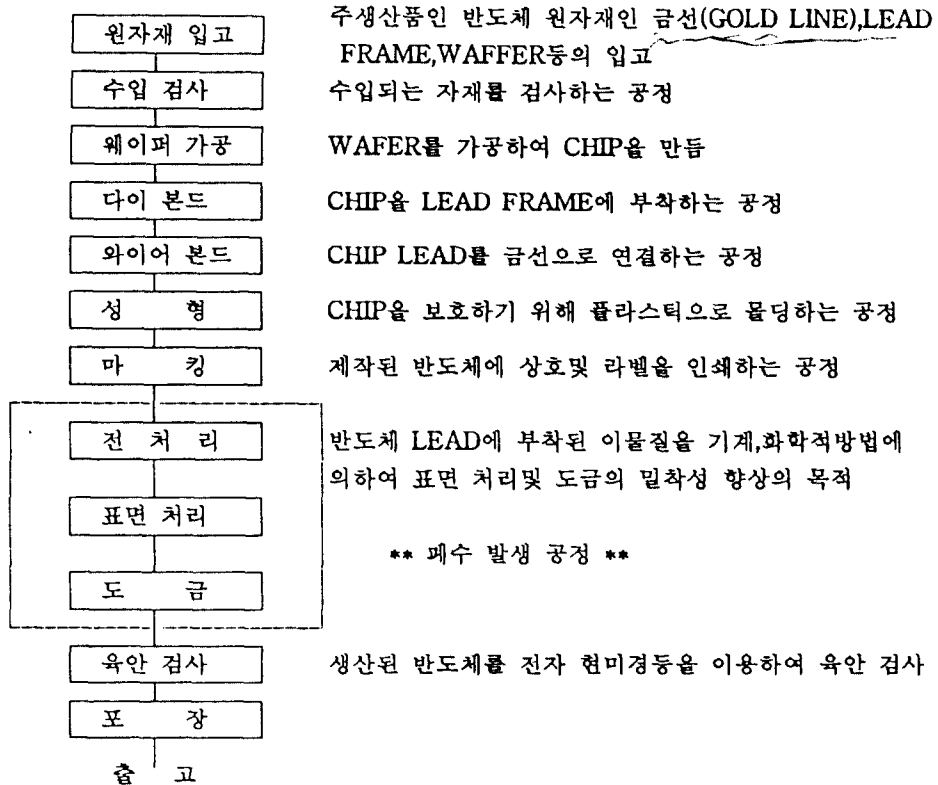 원자재 입고
주생산품인 반도체 원자재인 금선(GOLD LINE),LEAD
FRAME,WAFFER등의 입고
수입 검사
수입되는 자재를 검사하는 공정
웨이퍼 가공
WAFER를 가공하여 CHIP을 만듬
다이 본드
CHIP을 LEAD FRAME에 부착하는 공정
와이어 본드
CHIP LEAD를 금선으로 연결하는 공정
성 형
CHIP을 보호하기 위해 플라스틱으로 몰딩하는 공정
마 킹
제작된 반도체에 상호및 라벨을 인쇄하는 공정
전 처 리
반도체 LEAD에 부착된 이물질을 기계,화학적방법에
의하여 표면 처리및 도금의 밀착성 향상의 목적
표면 처리
** 폐수 발생 공정 **
도 금
육안 검사
생산된 반도체를 전자 현미경등을 이용하여 육안 검사
포 장
출 고